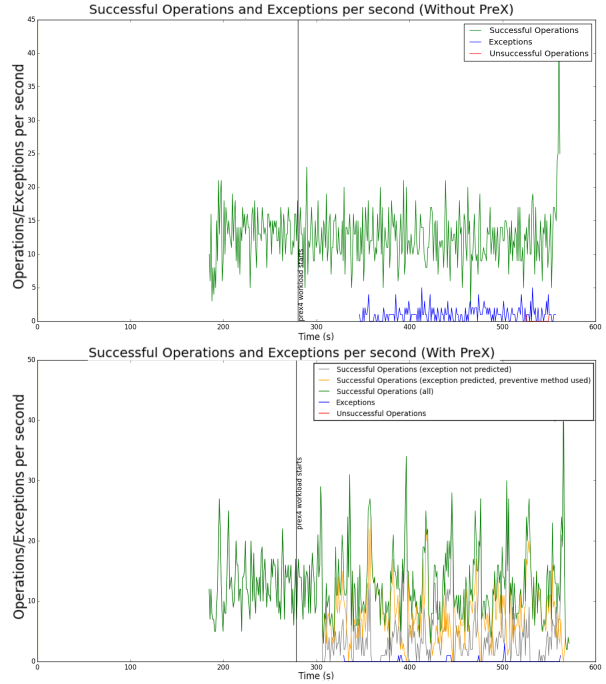 Successful Operations and Exceptions per second (Without PreX)
45
40
35
30
25
20
15
10
5
0
Operations/Exceptions per second
Successful Operations
Exceptions
Unsuccessful Operations
prex4 workload starts
0
100
200
300
400
500
600
Time (s)
Successful Operations and Exceptions per second (With PreX)
50
40
30
20
10
0
Operations/Exceptions per second
Successful Operations (exception not predicted)
Successful Operations (exception predicted, preventive method used)
Successful Operations (all)
Exceptions
Unsuccessful Operations
prex4 workload starts
0
100
200
300
400
500
600
Time (s)